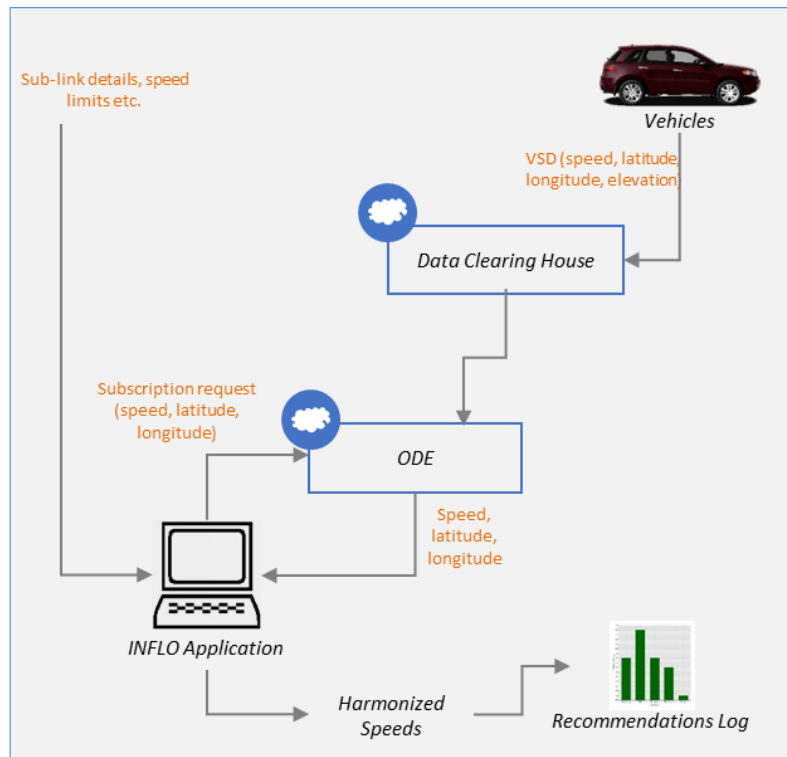 Sub-link details, speed
limits etc.
Vehicles
VSD (speed, latitude,
longitude, elevation)
Data Clearing House
Subscription request
(speed, latitude,
longitude)
ODE
Speed,
latitude,
longitude
INFLO Application
Harmonized
Speeds
Recommendations Log